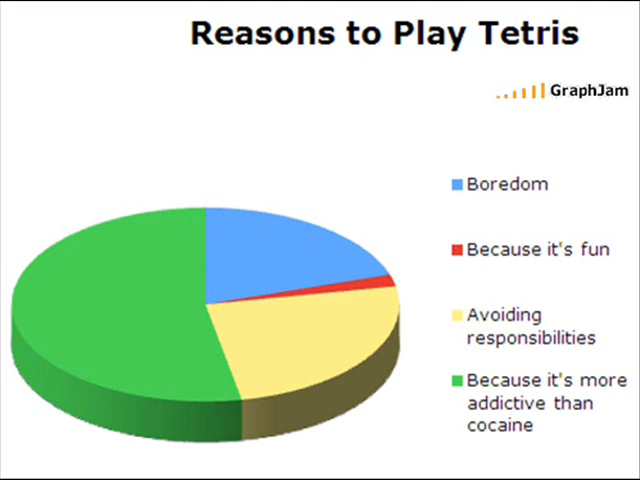 Reasons to Play Tetris
GraphJam
Boredom
Because it's fun
Avoiding
responsibilities
Because it's more
addictive than
cocaine